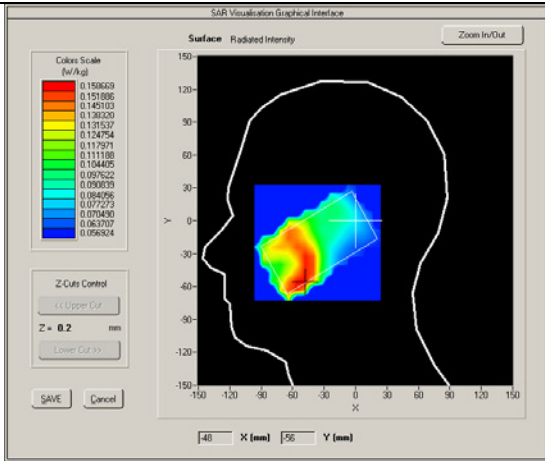 SAR Visualisation Graphical Interface
Surface Radiated Intensity
Zoom In/Out
Colors Scale
(W/kg)
0.158669
0.151886
0.145103
0.138320
0.131537
0.124754
0.117971
0.111188
0.104405
0.097622
0.090839
0.084056
0.077273
0.070490
0.063707
0.056924
150
120
90
60
30
0
-30
-60
-90
-120
-150
Y
-150 -120 -90 -60 -30 0 30 60 90 120 150
X
Z-Cuts Control
<< Upper Cut
Z = 0.2 mm
Lower Cut >>
SAVE Cancel
-48 X (mm) -56 Y (mm)